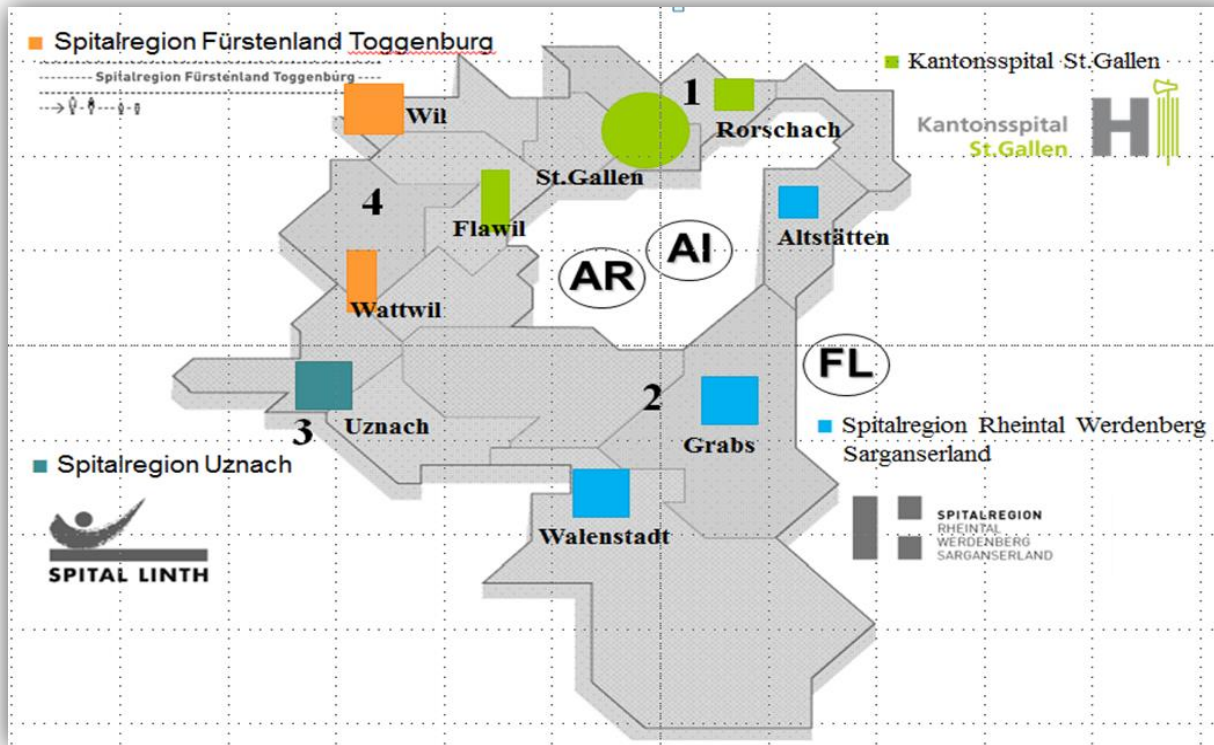 Spitalregion Fürstenland Toggenburg
Spitalregion Fürstenland Toggenburg
Kantonsspital St.Gallen
Kantonsspital
St.Gallen
1
Wil
Rorschach
St.Gallen
4
Flawil
Altstätten
AR
AI
Wattwil
FL
2
Uznach
3
Grabs
Spitalregion Rheintal Werdenberg
Sarganserland
Spitalregion Uznach
SPITAL LINTH
Walenstadt
SPITALREGION
RHEINTAL
WERDENBERG
SARGANSERLAND